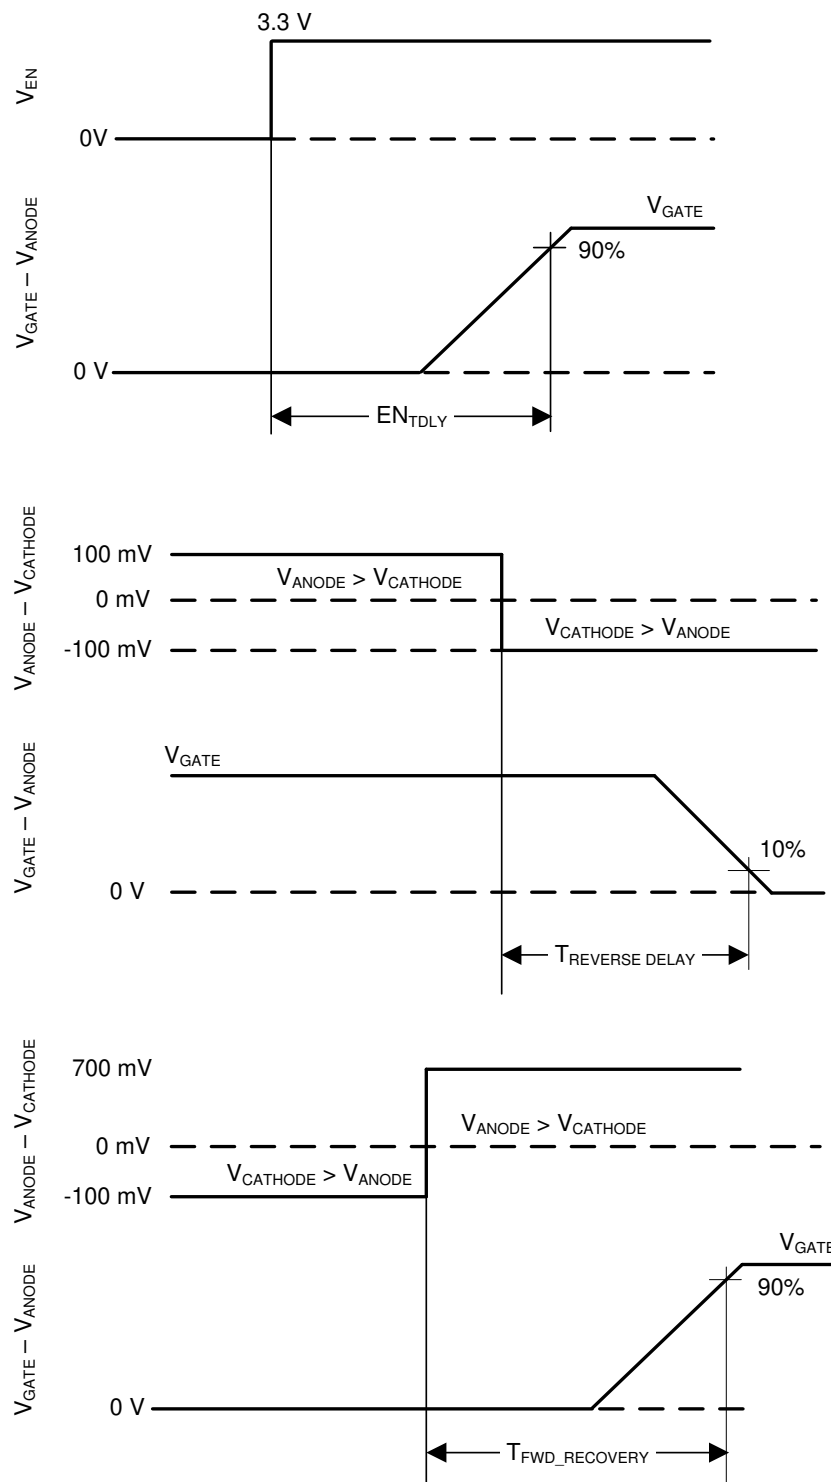 3.3 V
VEN
0V
VGATE – VANODE
VGATE
90%
0 V
ENTDLY
VANODE – VCATHODE
100 mV
VANODE > VCATHODE
0 mV
VCATHODE > VANODE
-100 mV
VGATE – VANODE
VGATE
10%
0 V
TREVERSE DELAY
VANODE – VCATHODE
700 mV
VANODE > VCATHODE
0 mV
VCATHODE > VANODE
-100 mV
VGATE – VANODE
VGATE
90%
0 V
TFWD_RECOVERY